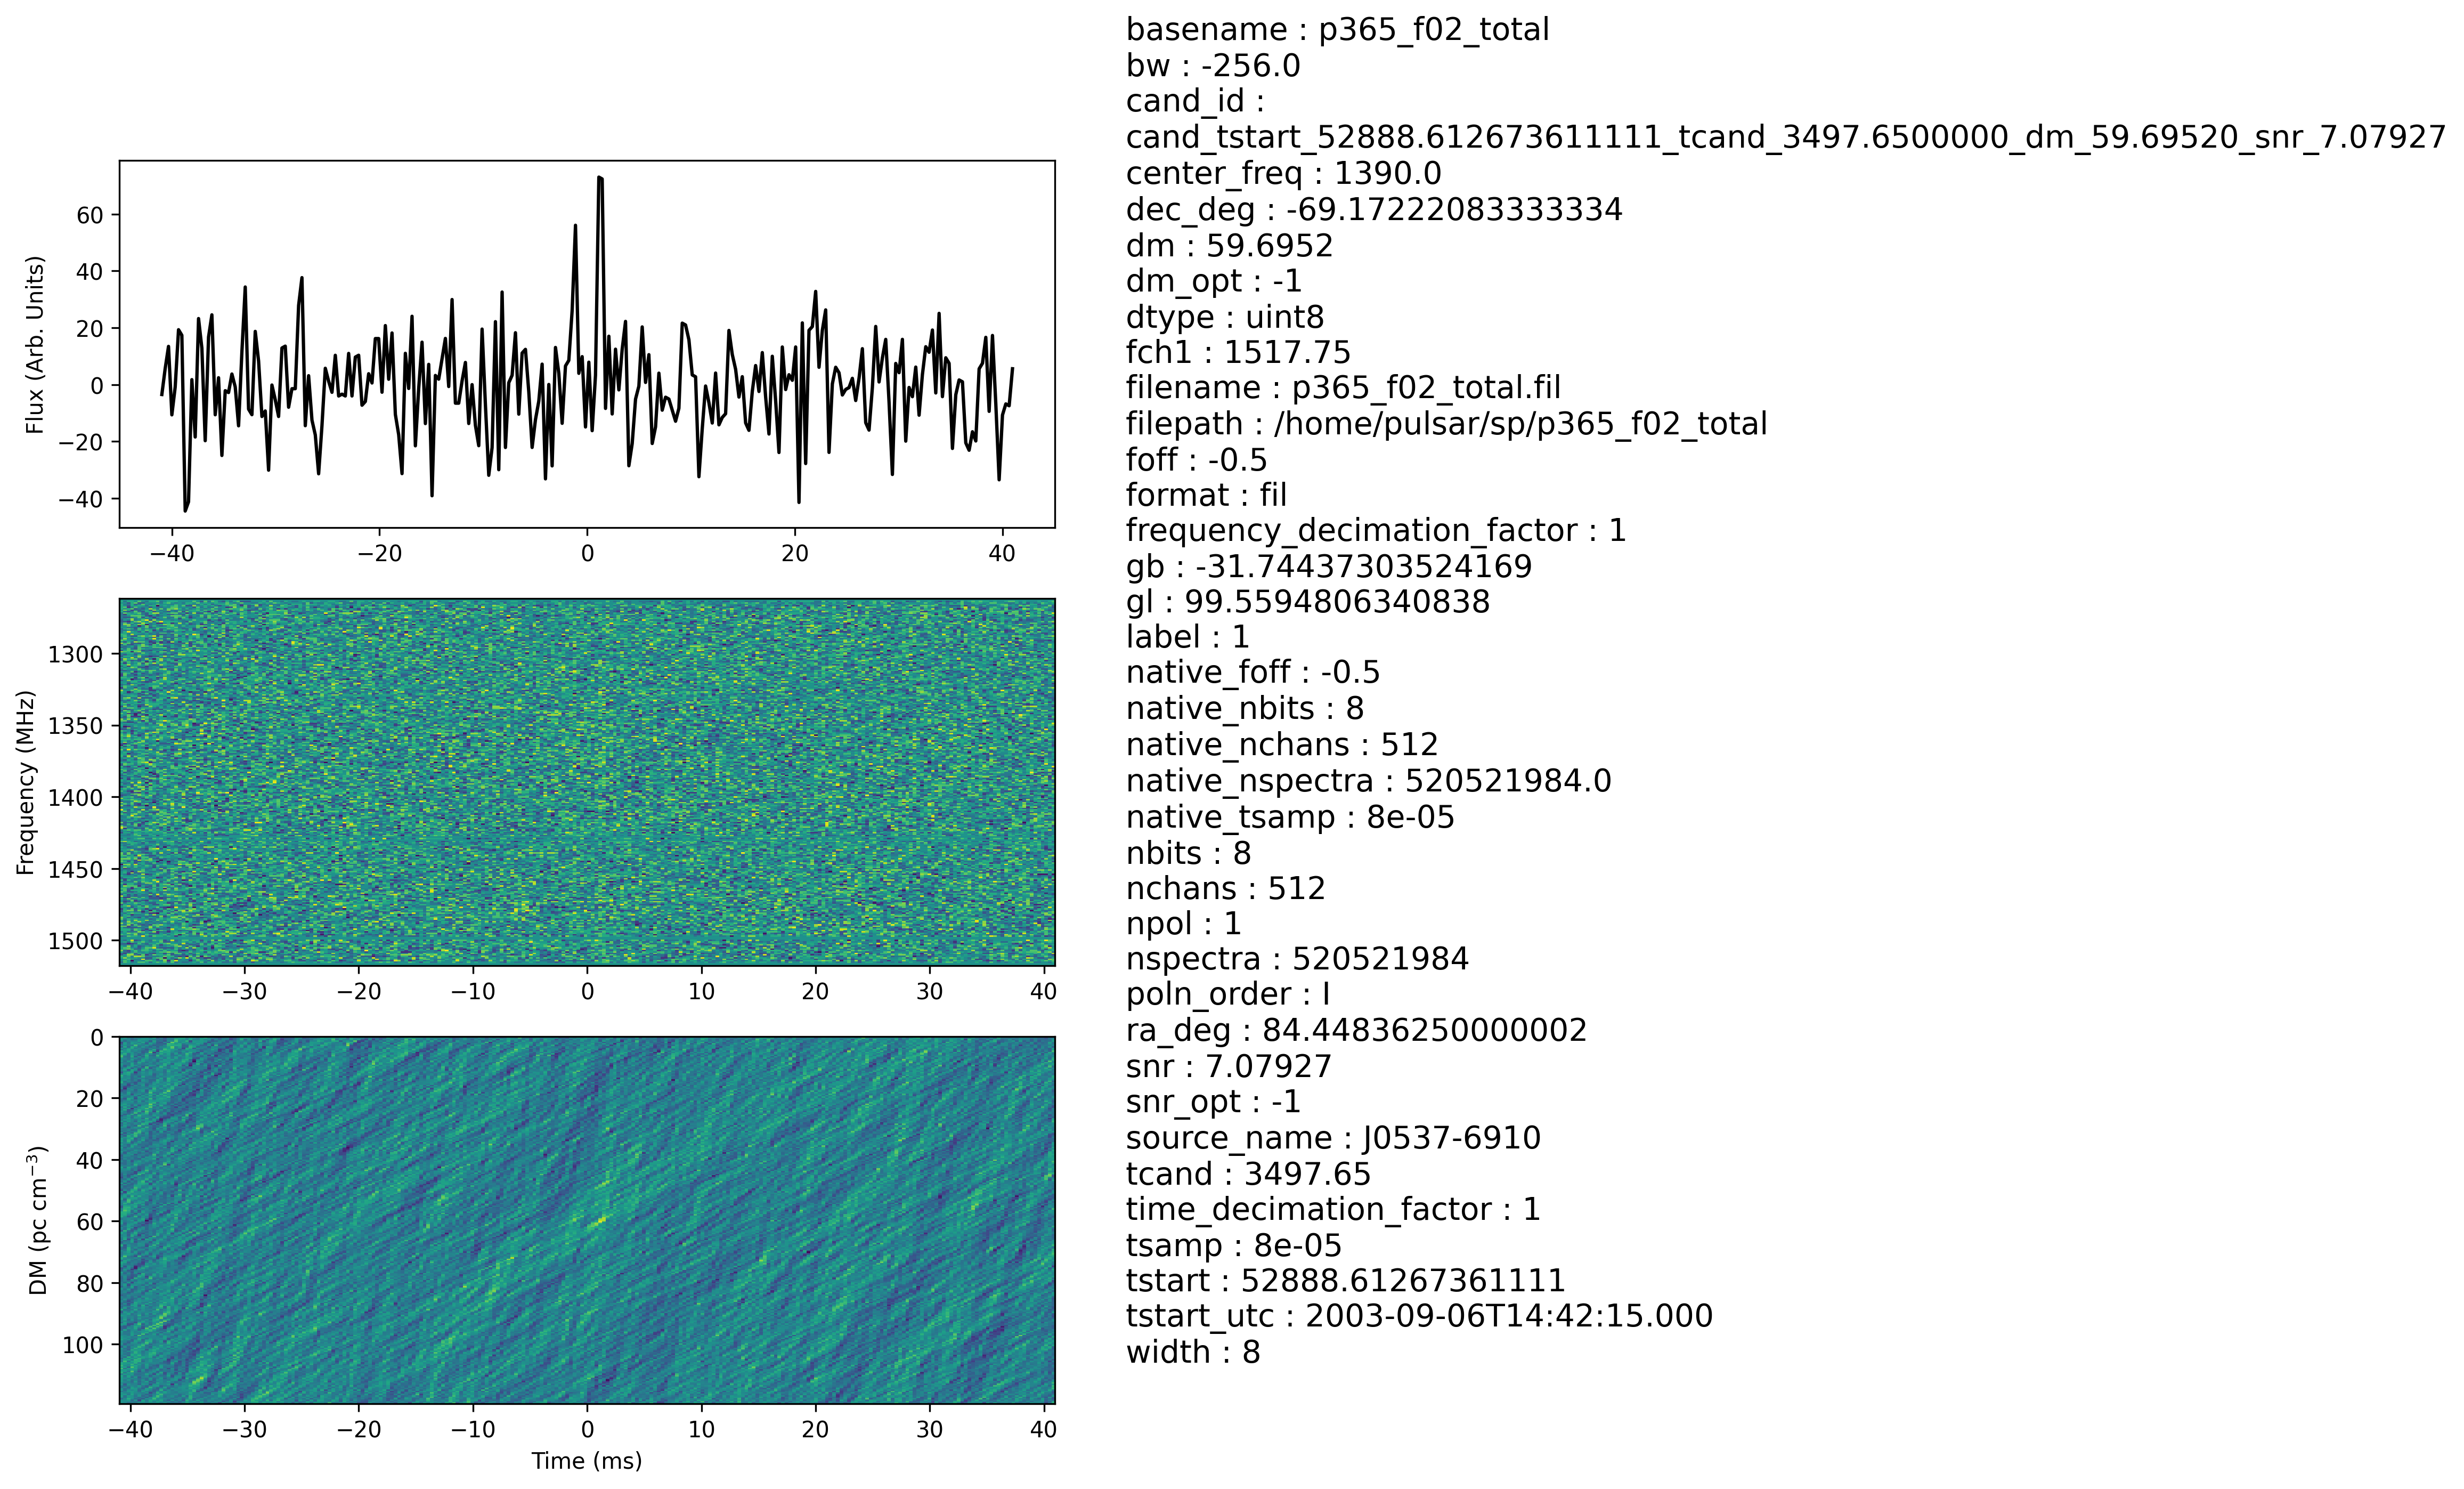 basename : p365_f02_total
bw : -256.0
cand_id :
cand_tstart_52888.612673611111_tcand_3497.6500000_dm_59.69520_snr_7.07927
center_freq : 1390.0
dec_deg : -69.17222083333334
dm : 59.6952
dm_opt : -1
dtype : uint8
fch1 : 1517.75
filename : p365_f02_total.fil
filepath : /home/pulsar/sp/p365_f02_total
foff : -0.5
format : fil
frequency_decimation_factor : 1
gb : -31.74437303524169
gl : 99.5594806340838
label : 1
native_foff : -0.5
native_nbits : 8
native_nchans : 512
native_nspectra : 520521984.0
native_tsamp : 8e-05
nbits : 8
nchans : 512
npol : 1
nspectra : 520521984
poln_order : I
ra_deg : 84.44836250000002
snr : 7.07927
snr_opt : -1
source_name : J0537-6910
tcand : 3497.65
time_decimation_factor : 1
tsamp : 8e-05
tstart : 52888.61267361111
tstart_utc : 2003-09-06T14:42:15.000
width : 8
Flux (Arb. Units)
60
40
20
0
−20
−40
−40 −20 0 20 40
Frequency (MHz)
1300
1350
1400
1450
1500
−40 −30 −20 −10 0 10 20 30 40
DM (pc cm⁻³)
0
20
40
60
80
100
−40 −30 −20 −10 0 10 20 30 40
Time (ms)